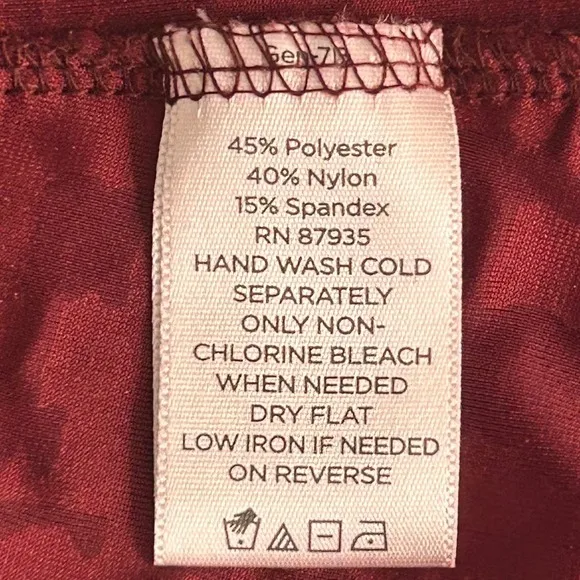 45% Polyester
40% Nylon
15% Spandex
RN 87935
HAND WASH COLD
SEPARATELY
ONLY NON-
CHLORINE BLEACH
WHEN NEEDED
DRY FLAT
LOW IRON IF NEEDED
ON REVERSE